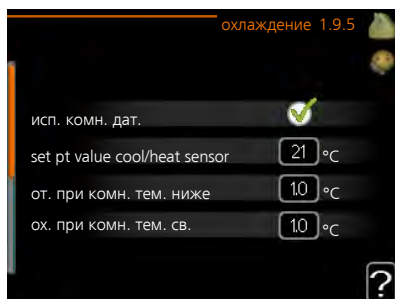 охлаждение 1.9.5
исп. комн. дат.
set pt value cool/heat sensor 21 °C
от. при комн. тем. ниже 1.0 °C
ох. при комн. тем. св. 1.0 °C
?